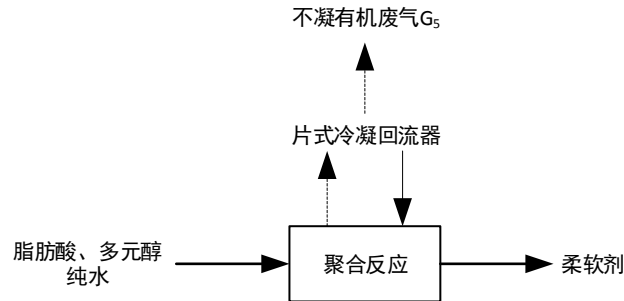 不凝有机废气G₅
片式冷凝回流器
脂肪酸、多元醇
纯水
聚合反应
柔软剂